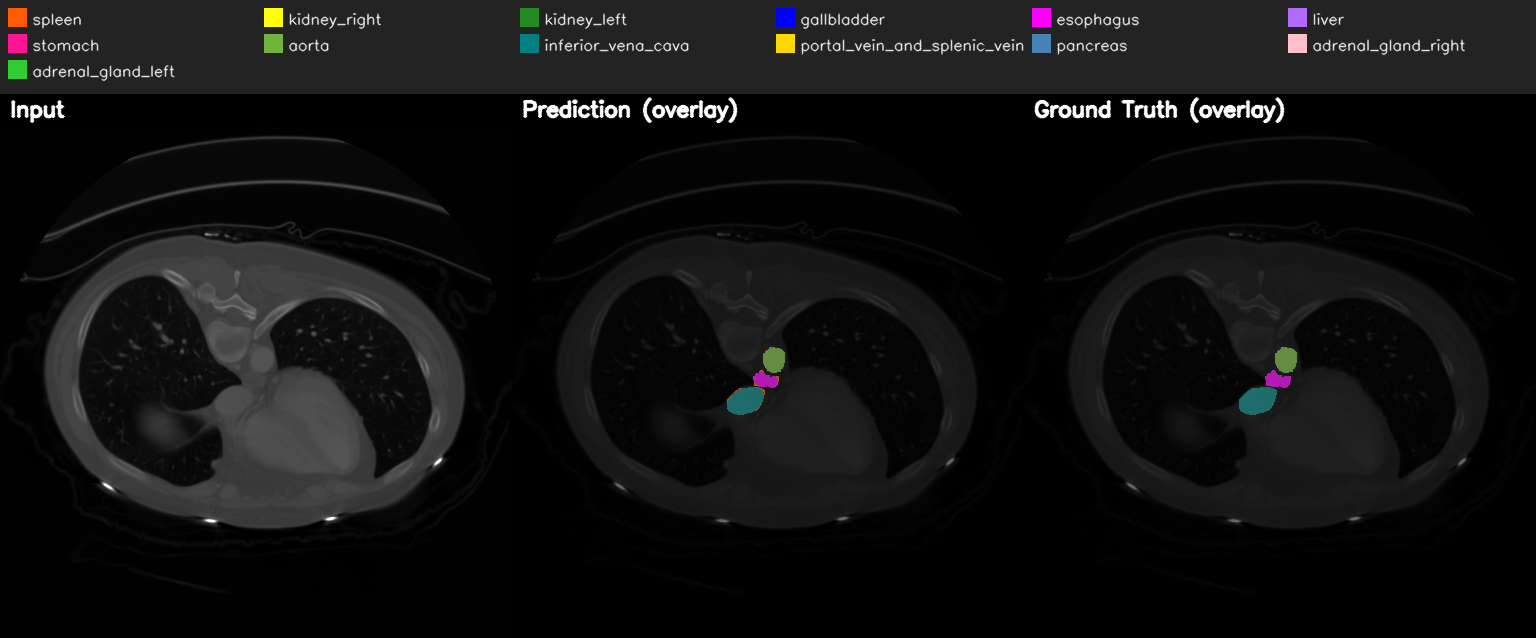 spleen kidney_right kidney_left gallbladder esophagus liver
stomach aorta inferior_vena_cava portal_vein_and_splenic_vein pancreas adrenal_gland_right
adrenal_gland_left
Input Prediction (overlay) Ground Truth (overlay)